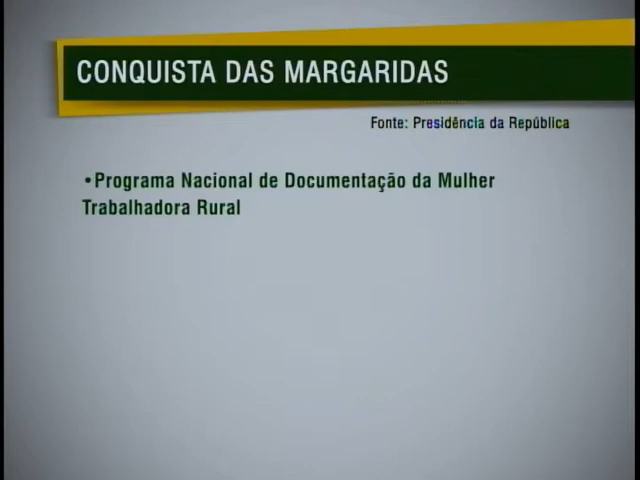 CONQUISTA DAS MARGARIDAS
Fonte: Presidência da República
•Programa Nacional de Documentação da Mulher
Trabalhadora Rural